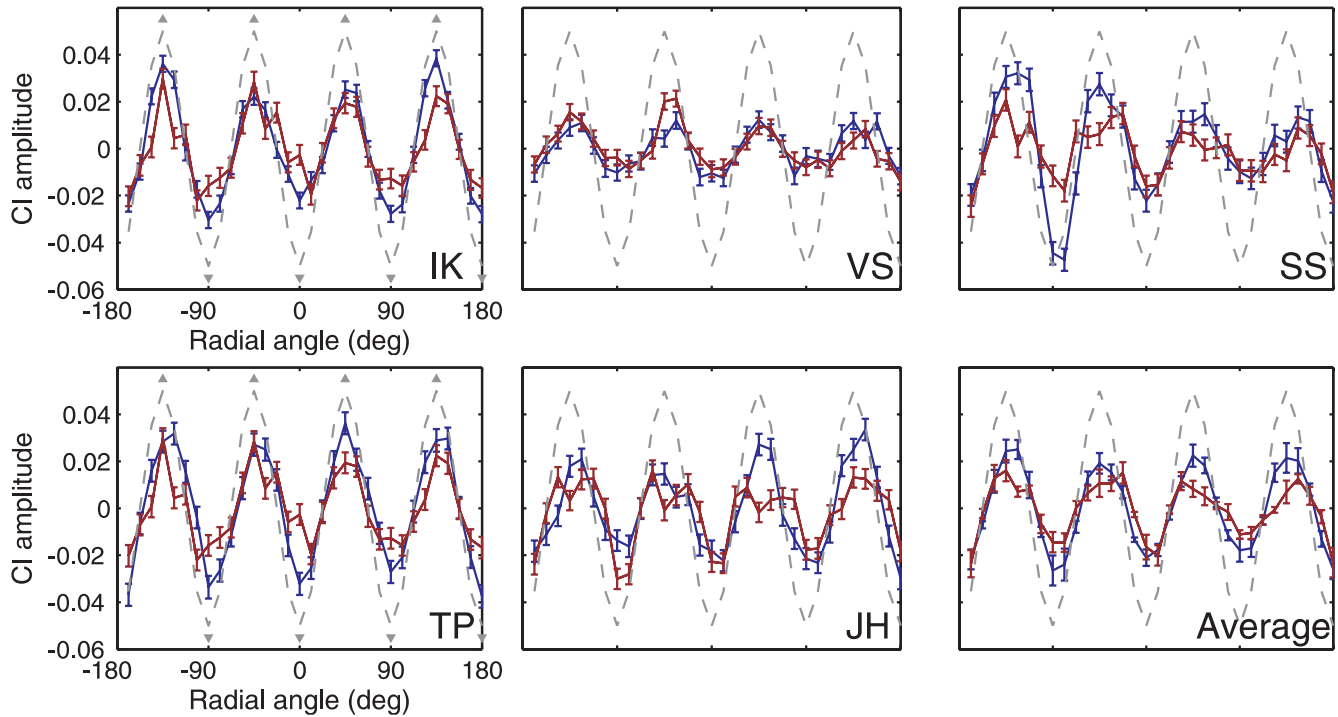 CI amplitude
0.04
0.02
0
-0.02
-0.04
-0.06
IK
VS
SS
-180 -90 0 90 180
Radial angle (deg)
CI amplitude
0.04
0.02
0
-0.02
-0.04
-0.06
TP
JH
Average
-180 -90 0 90 180
Radial angle (deg)